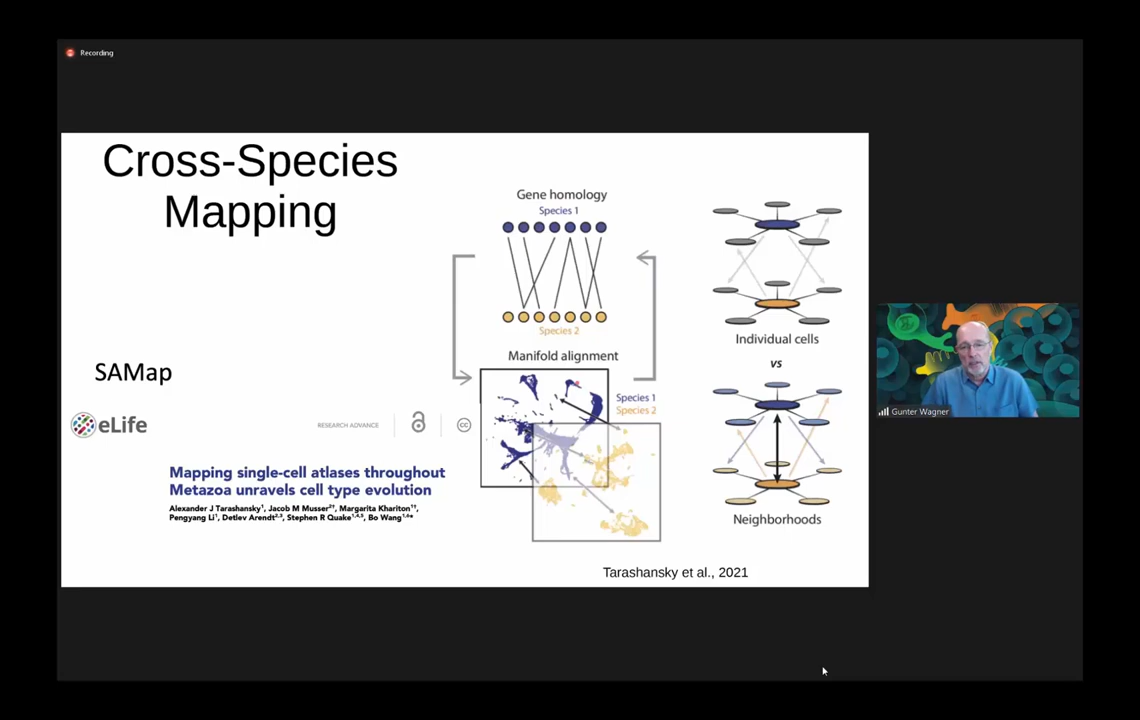 Recording
Cross-Species
Mapping
SAMap
eLife
RESEARCH ADVANCE
cc
Mapping single-cell atlases throughout
Metazoa unravels cell type evolution
Alexander J Tarashansky1, Jacob M Musser2†, Margarita Khariton1†,
Pengyang Li1, Detlev Arendt2,3, Stephen R Quake1,4,5, Bo Wang1,6*
Gene homology
Species 1
Species 2
Manifold alignment
Species 1
Species 2
Individual cells
vs
Neighborhoods
Tarashansky et al., 2021
Gunter Wagner